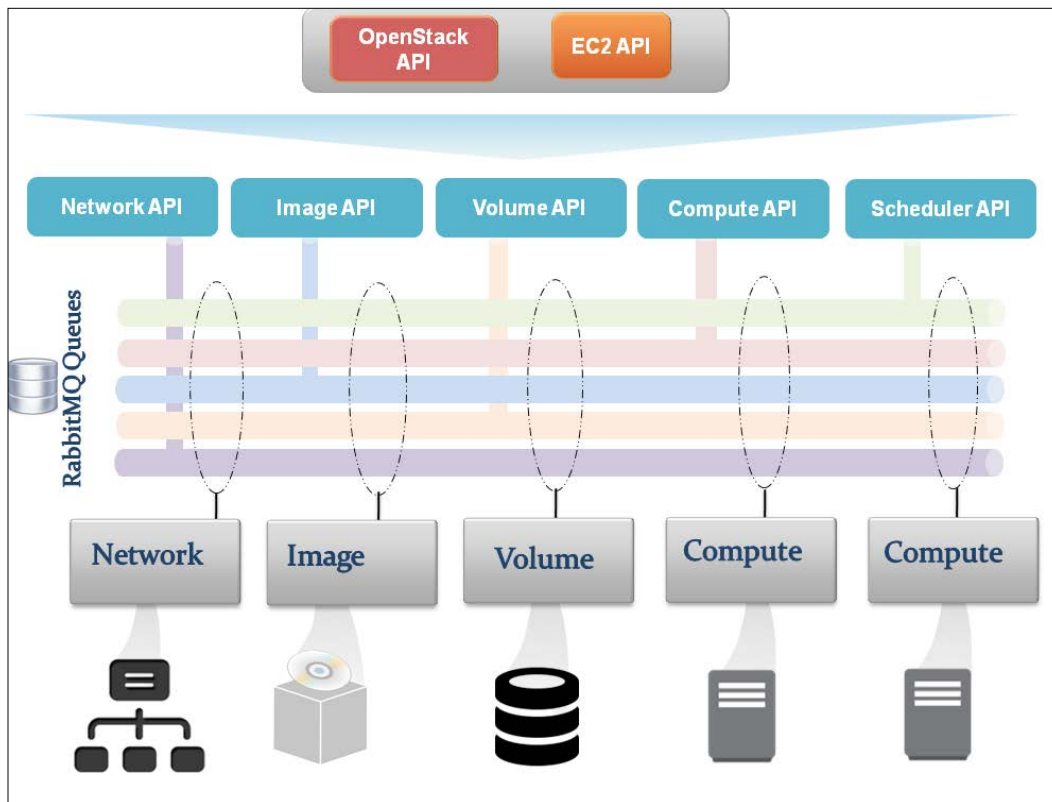 OpenStack
API
EC2 API
Network API
Image API
Volume API
Compute API
Scheduler API
RabbitMQ Queues
Network
Image
Volume
Compute
Compute